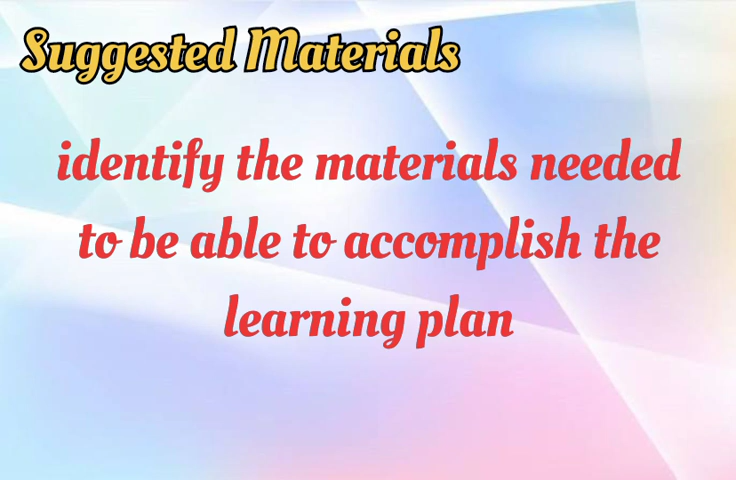 Suggested Materials
identify the materials needed
to be able to accomplish the
learning plan